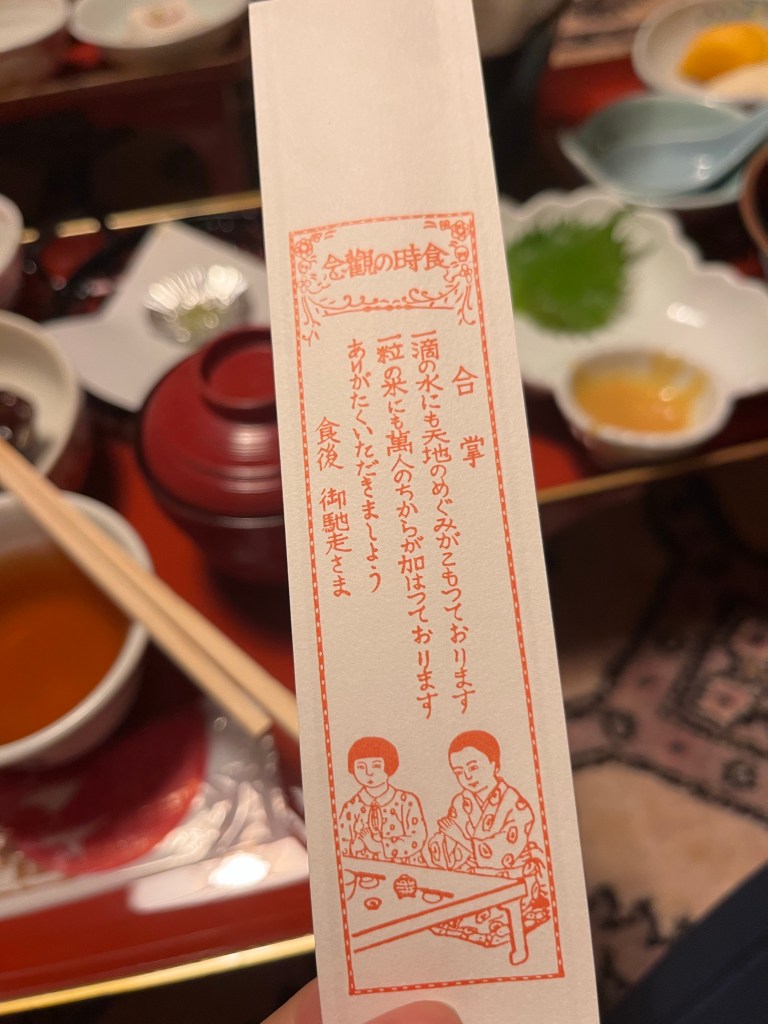 食時の觀念
合掌
一滴の水にも天地のめぐみがこもつております
一粒の米にも萬人のちからが加はつております
ありがたくいただきましよう
食後 御馳走さま